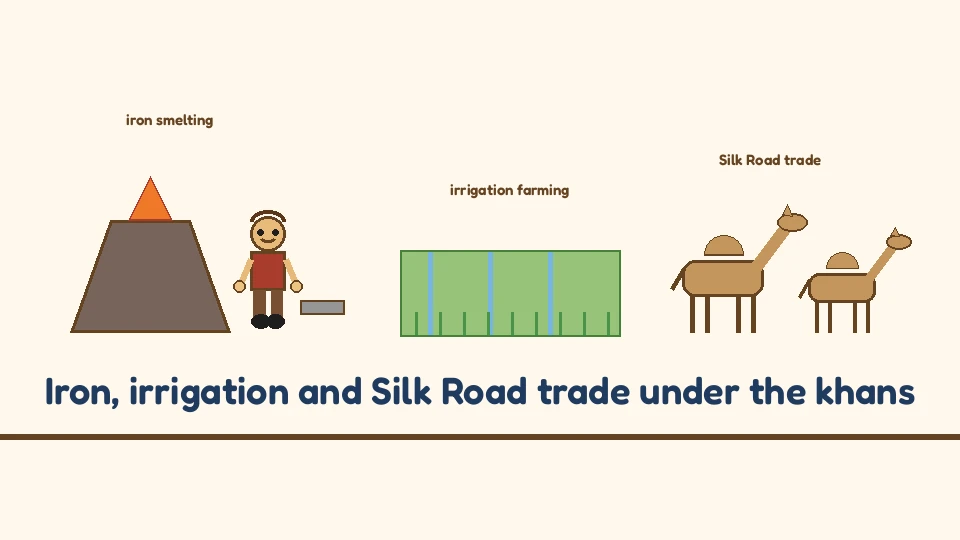 iron smelting
Silk Road trade
irrigation farming
Iron, irrigation and Silk Road trade under the khans